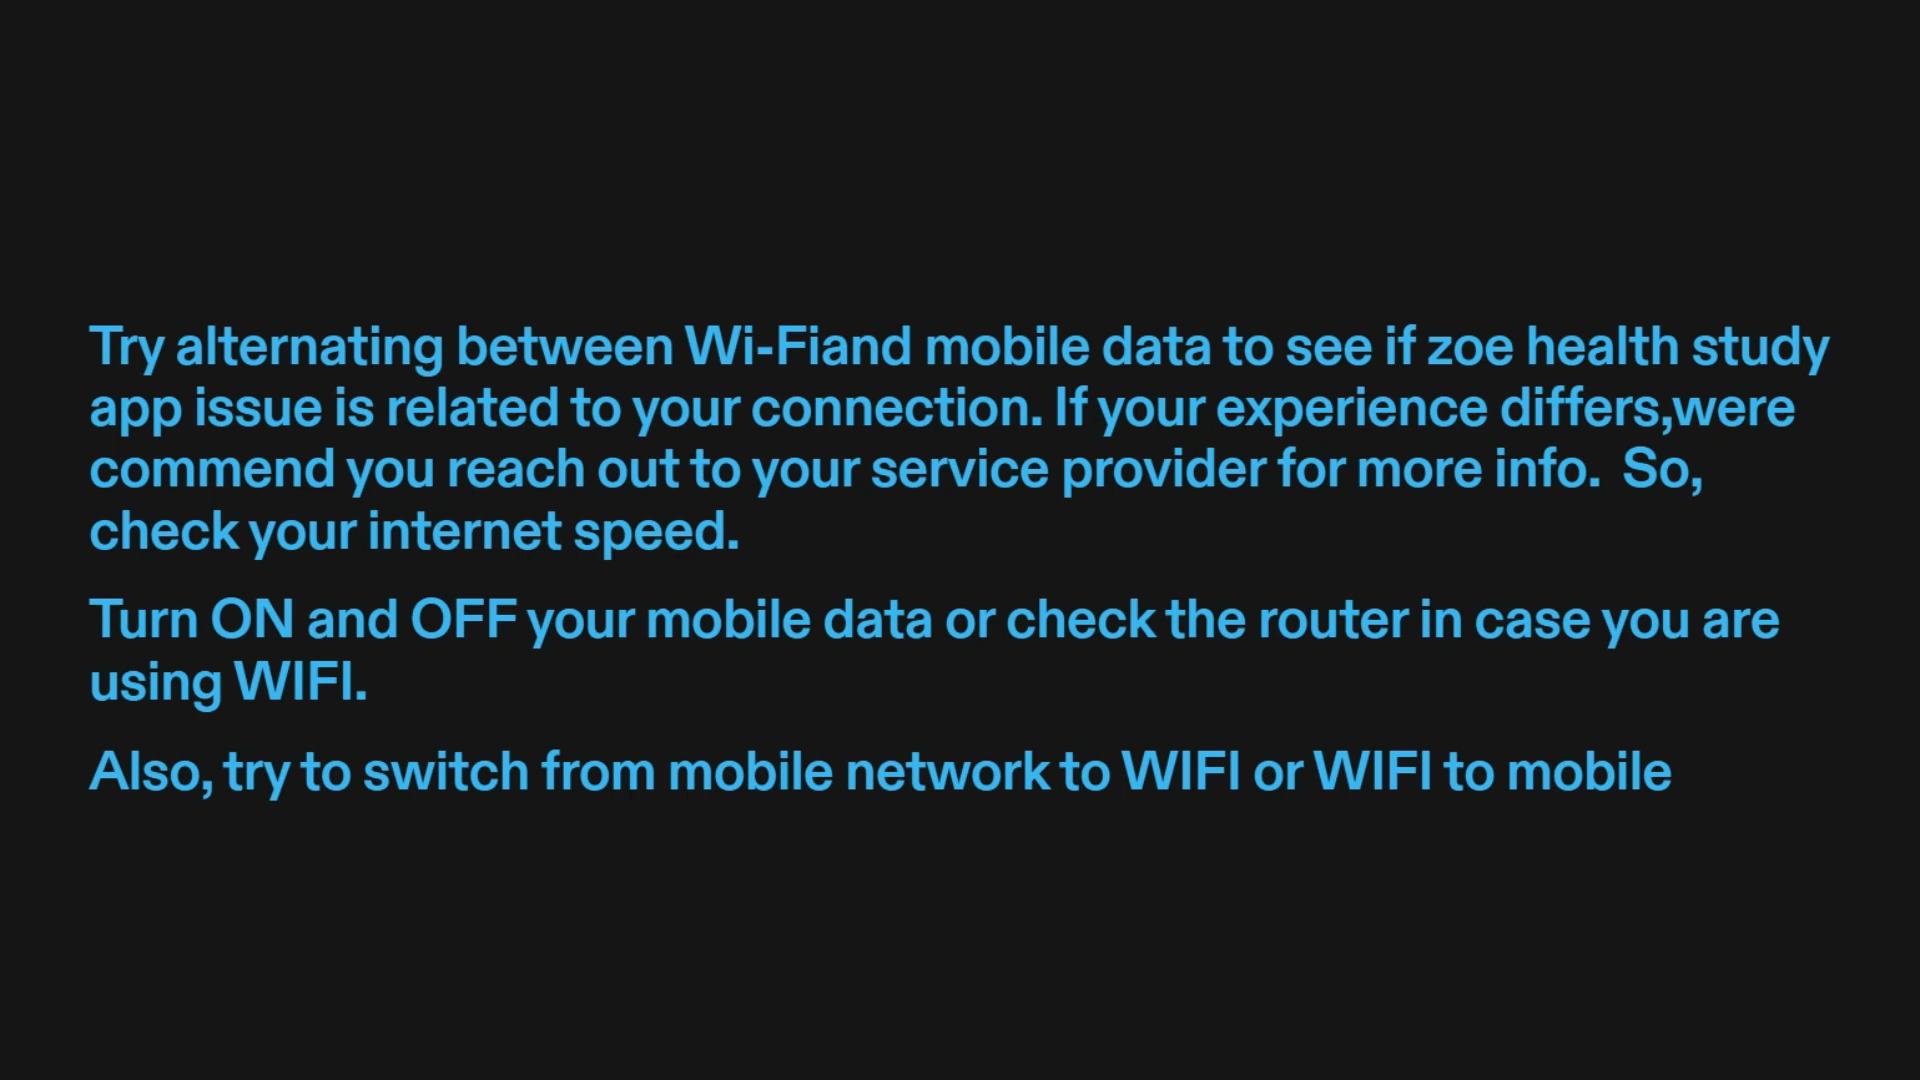 Try alternating between Wi-Fiand mobile data to see if zoe health study
app issue is related to your connection. If your experience differs,were
commend you reach out to your service provider for more info.  So,
check your internet speed.
Turn ON and OFF your mobile data or check the router in case you are
using WIFI.
Also, try to switch from mobile network to WIFI or WIFI to mobile